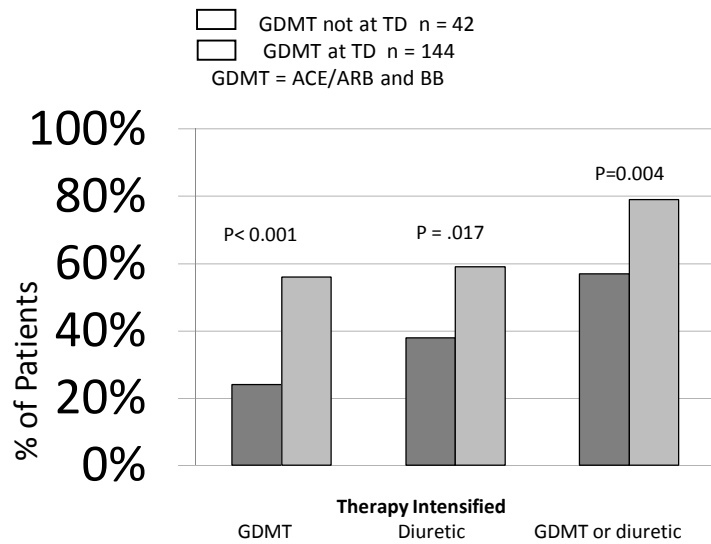 GDMT not at TD n = 42
GDMT at TD n = 144
GDMT = ACE/ARB and BB
100%
80%
60%
40%
20%
0%
% of Patients
P< 0.001
P = .017
P=0.004
Therapy Intensified
GDMT Diuretic GDMT or diuretic